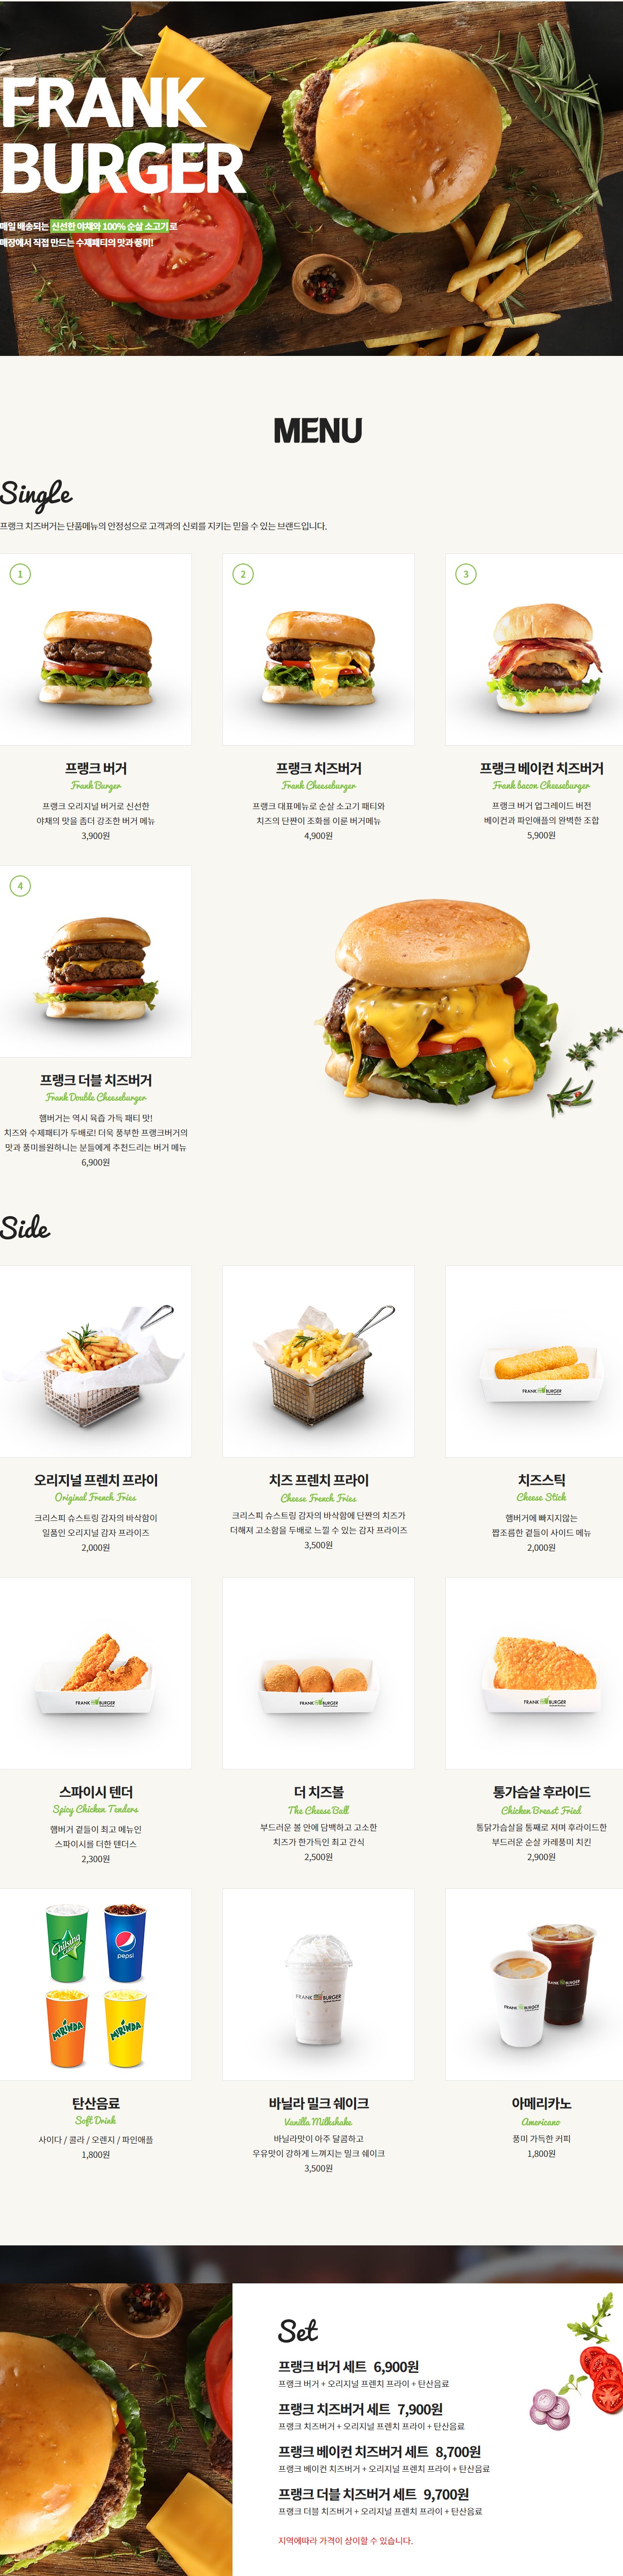 FRANK
BURGER
매일 배송되는 신선한 야채와 100% 순살 소고기로
매장에서 직접 만드는 수제패티의 맛과 풍미!
MENU
Single
프랭크 치즈버거는 단품메뉴의 안정성으로 고객과의 신뢰를 지키는 믿을 수 있는 브랜드입니다.
1
프랭크 버거
Frank Burger
프랭크 오리지널 버거로 신선한
야채의 맛을 좀더 강조한 버거 메뉴
3,900원
2
프랭크 치즈버거
Frank Cheeseburger
프랭크 대표메뉴로 순살 소고기 패티와
치즈의 단짠이 조화를 이룬 버거메뉴
4,900원
3
프랭크 베이컨 치즈버거
Frank bacon Cheeseburger
프랭크 버거 업그레이드 버전
베이컨과 파인애플의 완벽한 조합
5,900원
4
프랭크 더블 치즈버거
Frank Double Cheeseburger
햄버거는 역시 육즙 가득 패티 맛!
치즈와 수제패티가 두배로! 더욱 풍부한 프랭크버거의
맛과 풍미를원하니는 분들에게 추천드리는 버거 메뉴
6,900원
Side
오리지널 프렌치 프라이
Original French Fries
크리스피 슈스트링 감자의 바삭함이
일품인 오리지널 감자 프라이즈
2,000원
치즈 프렌치 프라이
Cheese French Fries
크리스피 슈스트링 감자의 바삭함에 단짠의 치즈가
더해져 고소함을 두배로 느낄 수 있는 감자 프라이즈
3,500원
FRANK BURGER
치즈스틱
Cheese Stick
햄버거에 빠지지않는
짭조름한 곁들이 사이드 메뉴
2,000원
FRANK BURGER
스파이시 텐더
Spicy Chicken Tenders
햄버거 곁들이 최고 메뉴인
스파이시를 더한 텐더스
2,300원
FRANK BURGER
더 치즈볼
The Cheese Ball
부드러운 볼 안에 담백하고 고소한
치즈가 한가득인 최고 간식
2,500원
FRANK BURGER
통가슴살 후라이드
Chicken Breast Fried
통닭가슴살을 통째로 져며 후라이드한
부드러운 순살 카레풍미 치킨
2,900원
Chilsung
pepsi
MIRINDA
MIRINDA
탄산음료
Soft Drink
사이다 / 콜라 / 오렌지 / 파인애플
1,800원
FRANK BURGER
바닐라 밀크 쉐이크
Vanilla Milkshake
바닐라맛이 아주 달콤하고
우유맛이 강하게 느껴지는 밀크 쉐이크
3,500원
FRANK BURGER
FRANK BURGER
아메리카노
Americano
풍미 가득한 커피
1,800원
Set
프랭크 버거 세트 6,900원
프랭크 버거 + 오리지널 프렌치 프라이 + 탄산음료
프랭크 치즈버거 세트 7,900원
프랭크 치즈버거 + 오리지널 프렌치 프라이 + 탄산음료
프랭크 베이컨 치즈버거 세트 8,700원
프랭크 베이컨 치즈버거 + 오리지널 프렌치 프라이 + 탄산음료
프랭크 더블 치즈버거 세트 9,700원
프랭크 더블 치즈버거 + 오리지널 프렌치 프라이 + 탄산음료
지역에따라 가격이 상이할 수 있습니다.